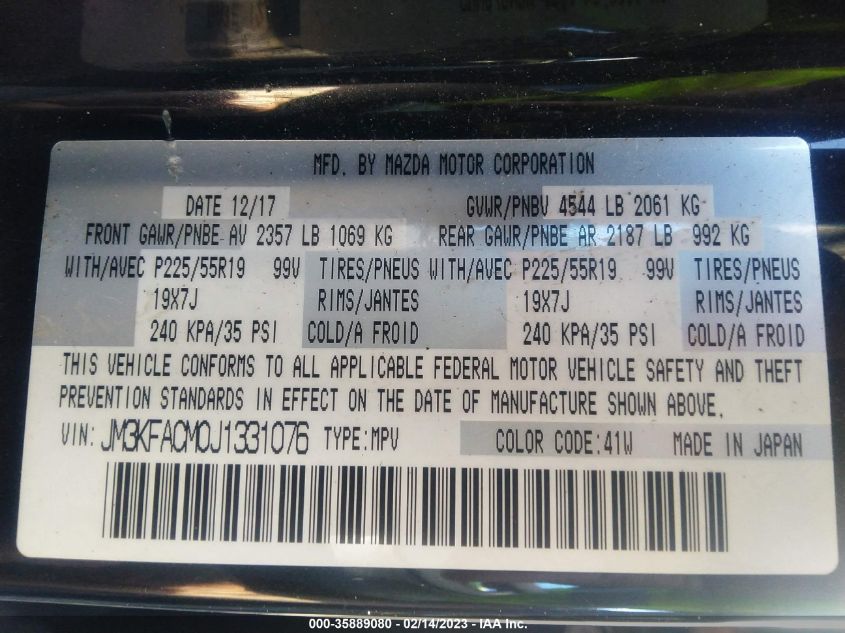 MFD. BY MAZDA MOTOR CORPORATION
DATE 12/17 GVWR/PNBV 4544 LB 2061 KG
FRONT GAWR/PNBE AV 2357 LB 1069 KG REAR GAWR/PNBE AR 2187 LB 992 KG
WITH/AVEC P225/55R19 99V TIRES/PNEUS WITH/AVEC P225/55R19 99V TIRES/PNEUS
19X7J RIMS/JANTES 19X7J RIMS/JANTES
240 KPA/35 PSI COLD/A FROID 240 KPA/35 PSI COLD/A FROID
THIS VEHICLE CONFORMS TO ALL APPLICABLE FEDERAL MOTOR VEHICLE SAFETY AND THEFT
PREVENTION STANDARDS IN EFFECT ON THE DATE OF MANUFACTURE SHOWN ABOVE.
VIN: JM3KFACM0J1331076 TYPE:MPV COLOR CODE:41W MADE IN JAPAN
000-35889080 - 02/14/2023 - IAA Inc.